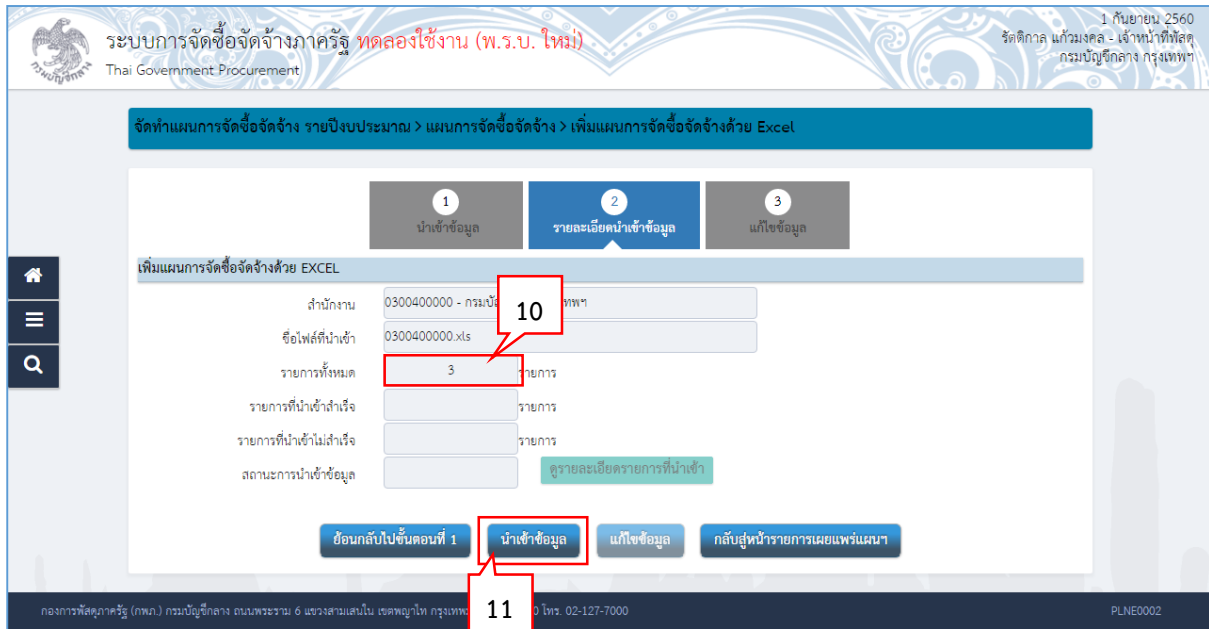 1 กันยายน 2560
ระบบการจัดซื้อจัดจ้างภาครัฐ ทดลองใช้งาน (พ.ร.บ. ใหม่)
รัตติกาล แก้วมงคล - เจ้าหน้าที่พัสดุ
Thai Government Procurement
กรมบัญชีกลาง กรุงเทพฯ
จัดทำแผนการจัดซื้อจัดจ้าง รายปีงบประมาณ > แผนการจัดซื้อจัดจ้าง > เพิ่มแผนการจัดซื้อจัดจ้างด้วย Excel
1 2 3
นำเข้าข้อมูล รายละเอียดนำเข้าข้อมูล แก้ไขข้อมูล
เพิ่มแผนการจัดซื้อจัดจ้างด้วย EXCEL
สำนักงาน 0300400000 - กรมบั ทพฯ
10
ชื่อไฟล์ที่นำเข้า 0300400000.xls
รายการทั้งหมด 3 รายการ
รายการที่นำเข้าสำเร็จ รายการ
รายการที่นำเข้าไม่สำเร็จ รายการ
สถานะการนำเข้าข้อมูล ดูรายละเอียดรายการที่นำเข้า
ย้อนกลับไปขั้นตอนที่ 1 นำเข้าข้อมูล แก้ไขข้อมูล กลับสู่หน้ารายการเผยแพร่แผนฯ
11
กองการพัสดุภาครัฐ (กพภ.) กรมบัญชีกลาง ถนนพระราม 6 แขวงสามเสนใน เขตพญาไท กรุงเทพ 0 โทร. 02-127-7000 PLNE0002